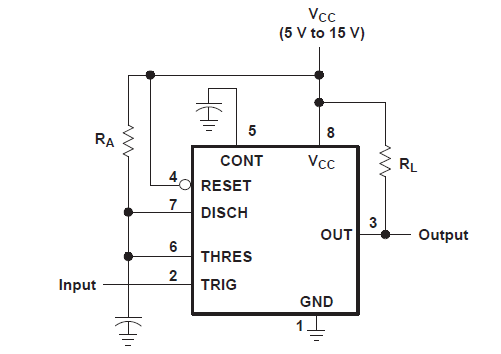 VCC
(5 V to 15 V)
RA
5
8
CONT
VCC
RL
4
RESET
7
DISCH
3
OUT
Output
6
THRES
Input
2
TRIG
GND
1